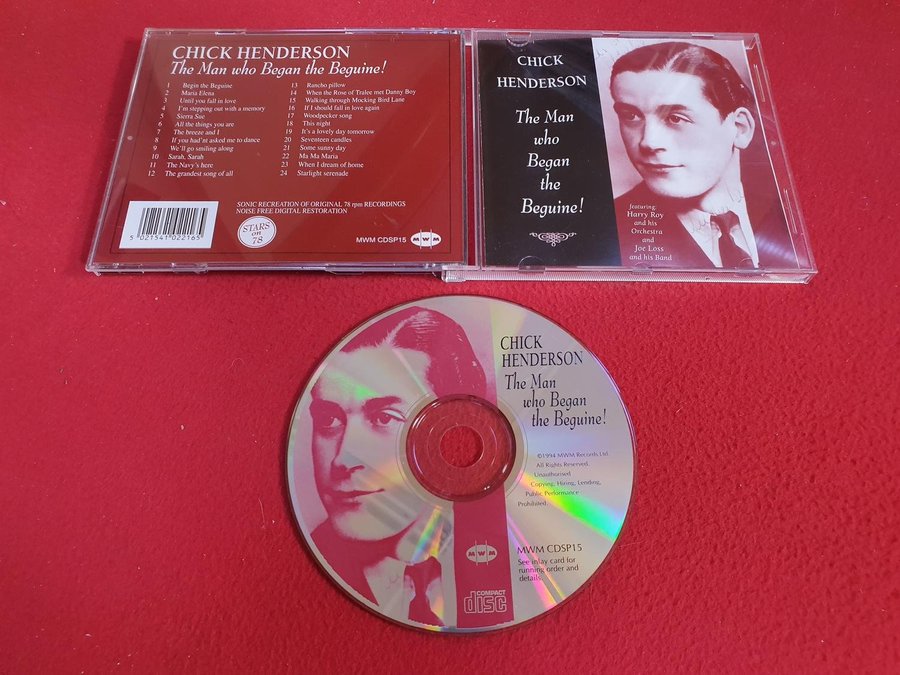 CHICK HENDERSON
The Man who Began the Beguine!
1 Begin the Beguine
2 Maria Elena
3 Until you fall in love
4 I'm stepping out with a memory
5 Sierra Sue
6 All the things you are
7 The breeze and I
8 If you had'nt asked me to dance
9 We'll go smiling along
10 Sarah, Sarah
11 The Navy's here
12 The grandest song of all
13 Rancho pillow
14 When the Rose of Tralee met Danny Boy
15 Walking through Mocking Bird Lane
16 If I should fall in love again
17 Woodpecker song
18 This night
19 It's a lovely day tomorrow
20 Seventeen candles
21 Some sunny day
22 Ma Ma Maria
23 When I dream of home
24 Starlight serenade
SONIC RECREATION OF ORIGINAL 78 rpm RECORDINGS
NOISE FREE DIGITAL RESTORATION
5 021541 022165
STARS
on
78
MWM CDSP15
MWM
CHICK
HENDERSON
The Man
who
Began
the
Beguine!
featuring:
Harry Roy
and his
Orchestra
and
Joe Loss
and his Band
CHICK
HENDERSON
The Man
who Began
the Beguine!
©1994 MWM Records Ltd.
All Rights Reserved.
Unauthorised
Copying, Hiring, Lending,
Public Performance
Prohibited.
MWM
MWM CDSP15
See inlay card for
running order and
details.
COMPACT
disc